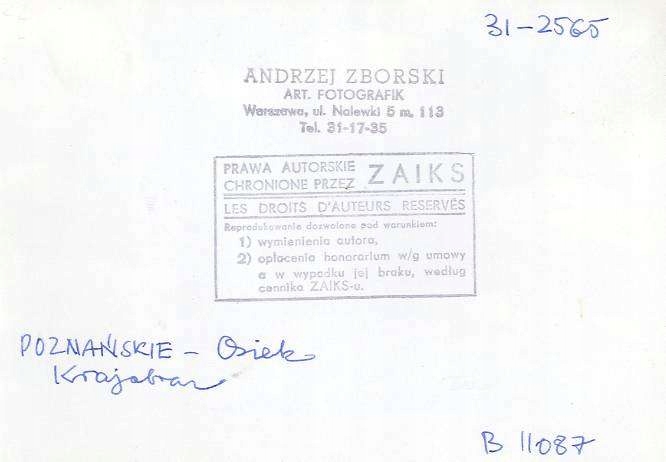 31-2565
ANDRZEJ ZBORSKI
ART. FOTOGRAFIK
Warszawa, ul. Nalewki 5 m. 113
Tel. 31-17-35
PRAWA AUTORSKIE
CHRONIONE PRZEZ ZAIKS
LES DROITS D'AUTEURS RESERVÉS
Reprodukowanie dozwolone pod warunkiem:
1) wymienienia autora,
2) opłacenia honorarium w/g umowy
a w wypadku jej braku, według
cennika ZAIKS-u.
POZNAŃSKIE - Osiek
Krajobraz
B 11087